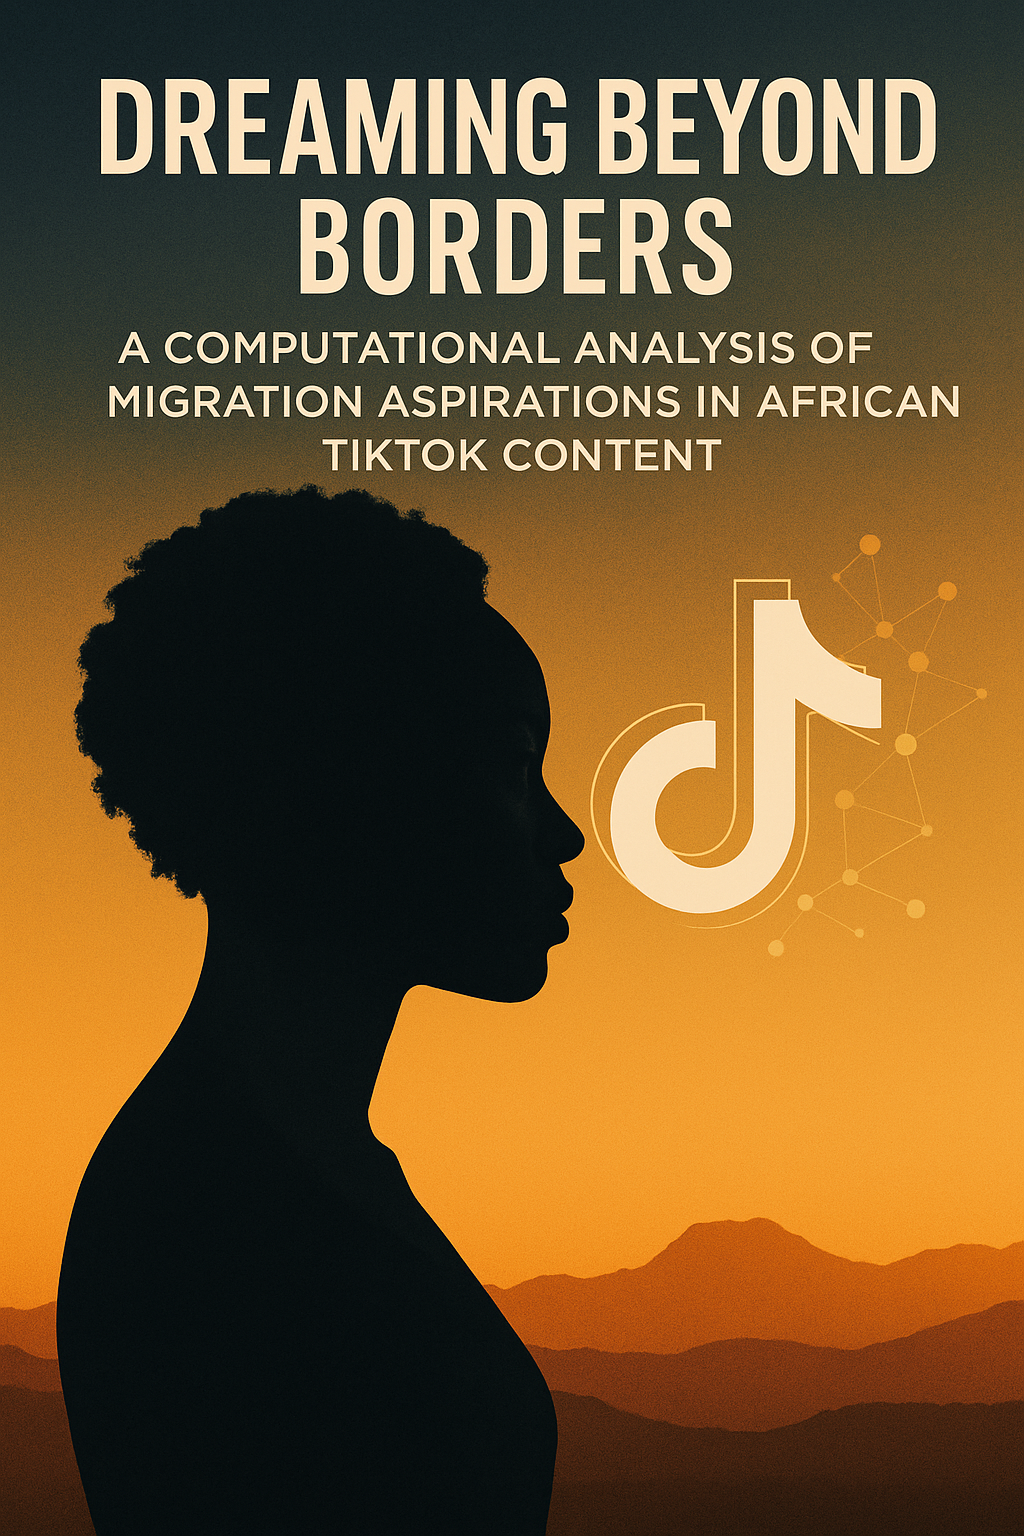 DREAMING BEYOND
BORDERS
A COMPUTATIONAL ANALYSIS OF
MIGRATION ASPIRATIONS IN AFRICAN
TIKTOK CONTENT